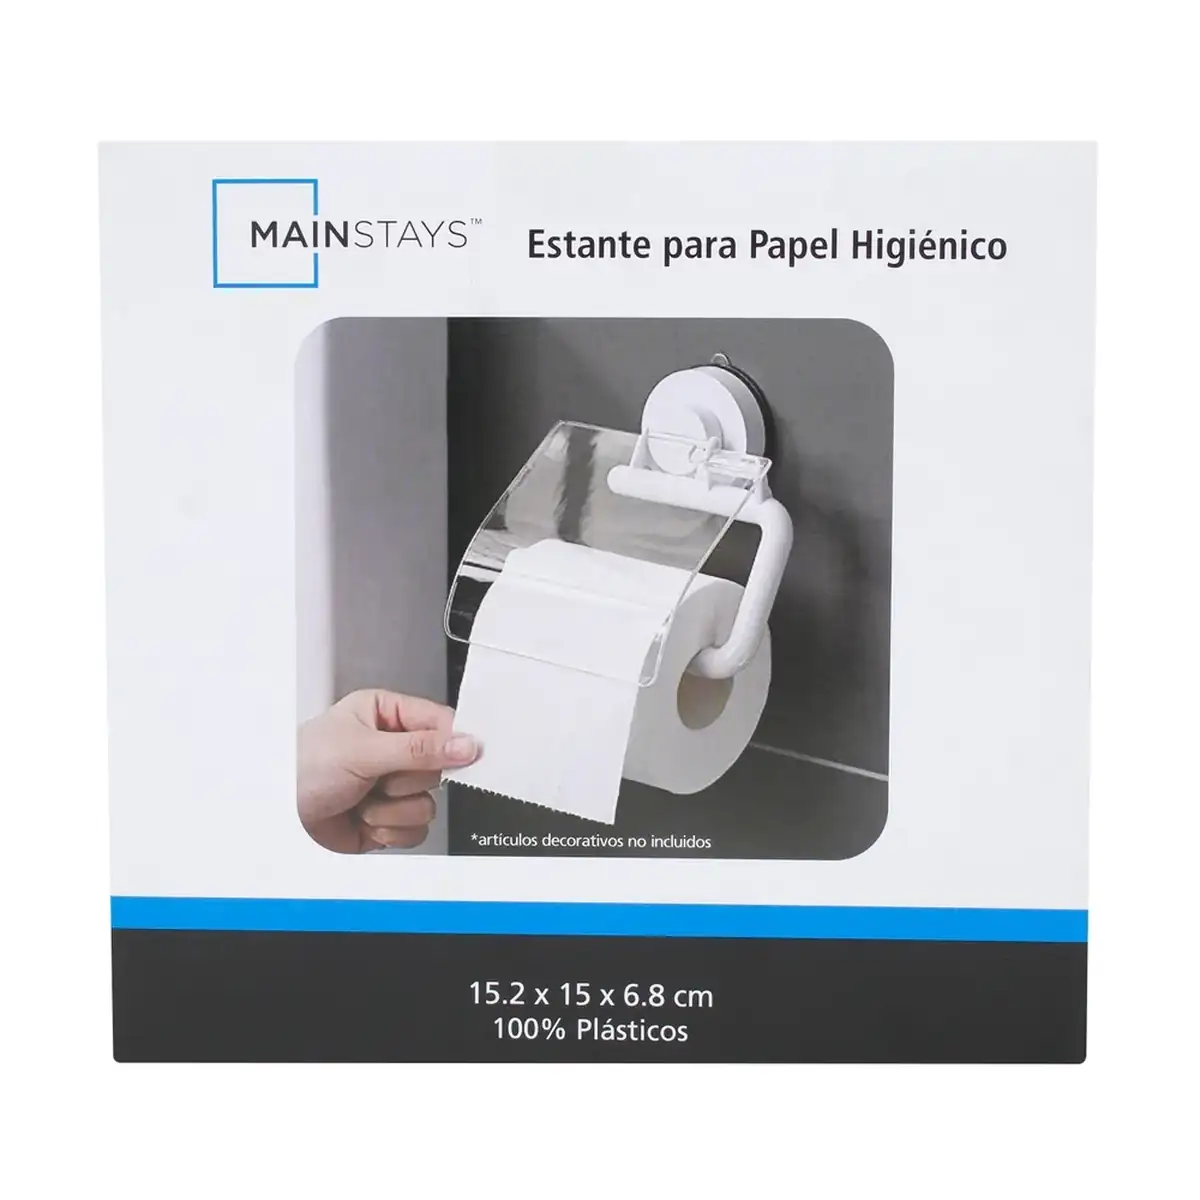 MAINSTAYS™
Estante para Papel Higiénico
*artículos decorativos no incluidos
15.2 x 15 x 6.8 cm
100% Plásticos